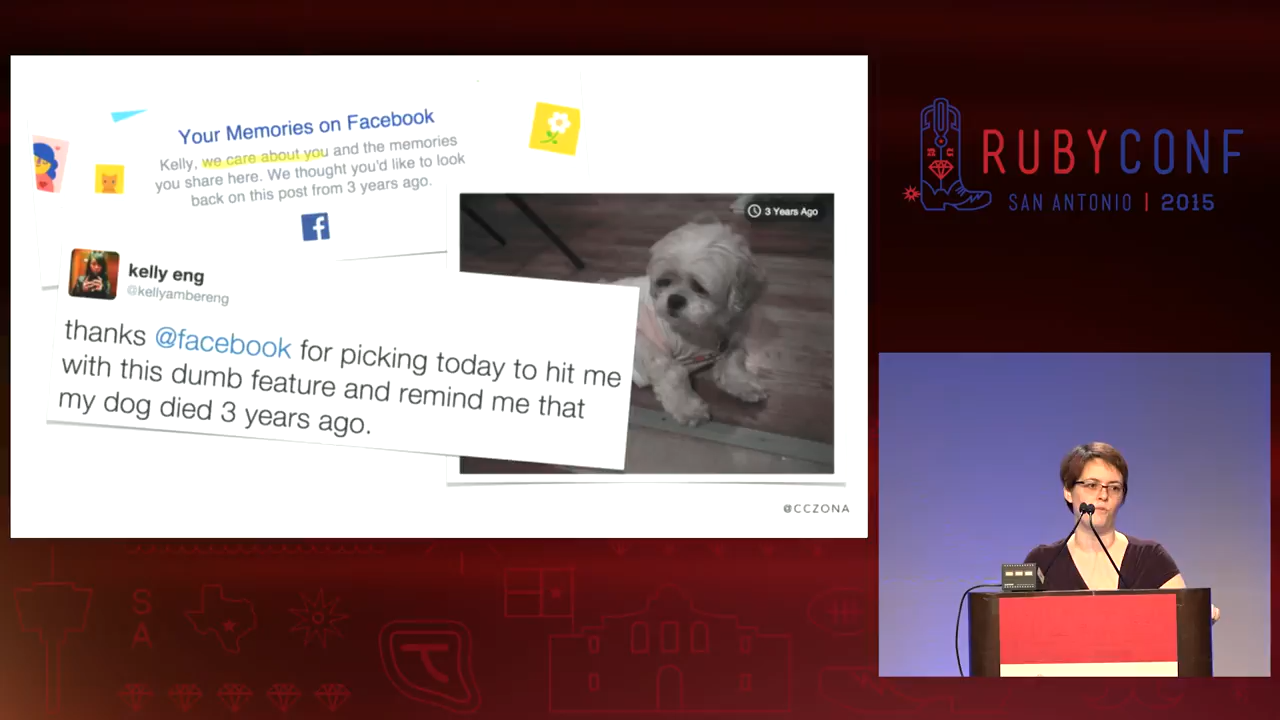 Your Memories on Facebook
Kelly, we care about you and the memories
you share here. We thought you'd like to look
back on this post from 3 years ago.
3 Years Ago
kelly eng
@kellyambereng
thanks @facebook for picking today to hit me
with this dumb feature and remind me that
my dog died 3 years ago.
@CCZONA
RUBYCONF
SAN ANTONIO | 2015
S
A